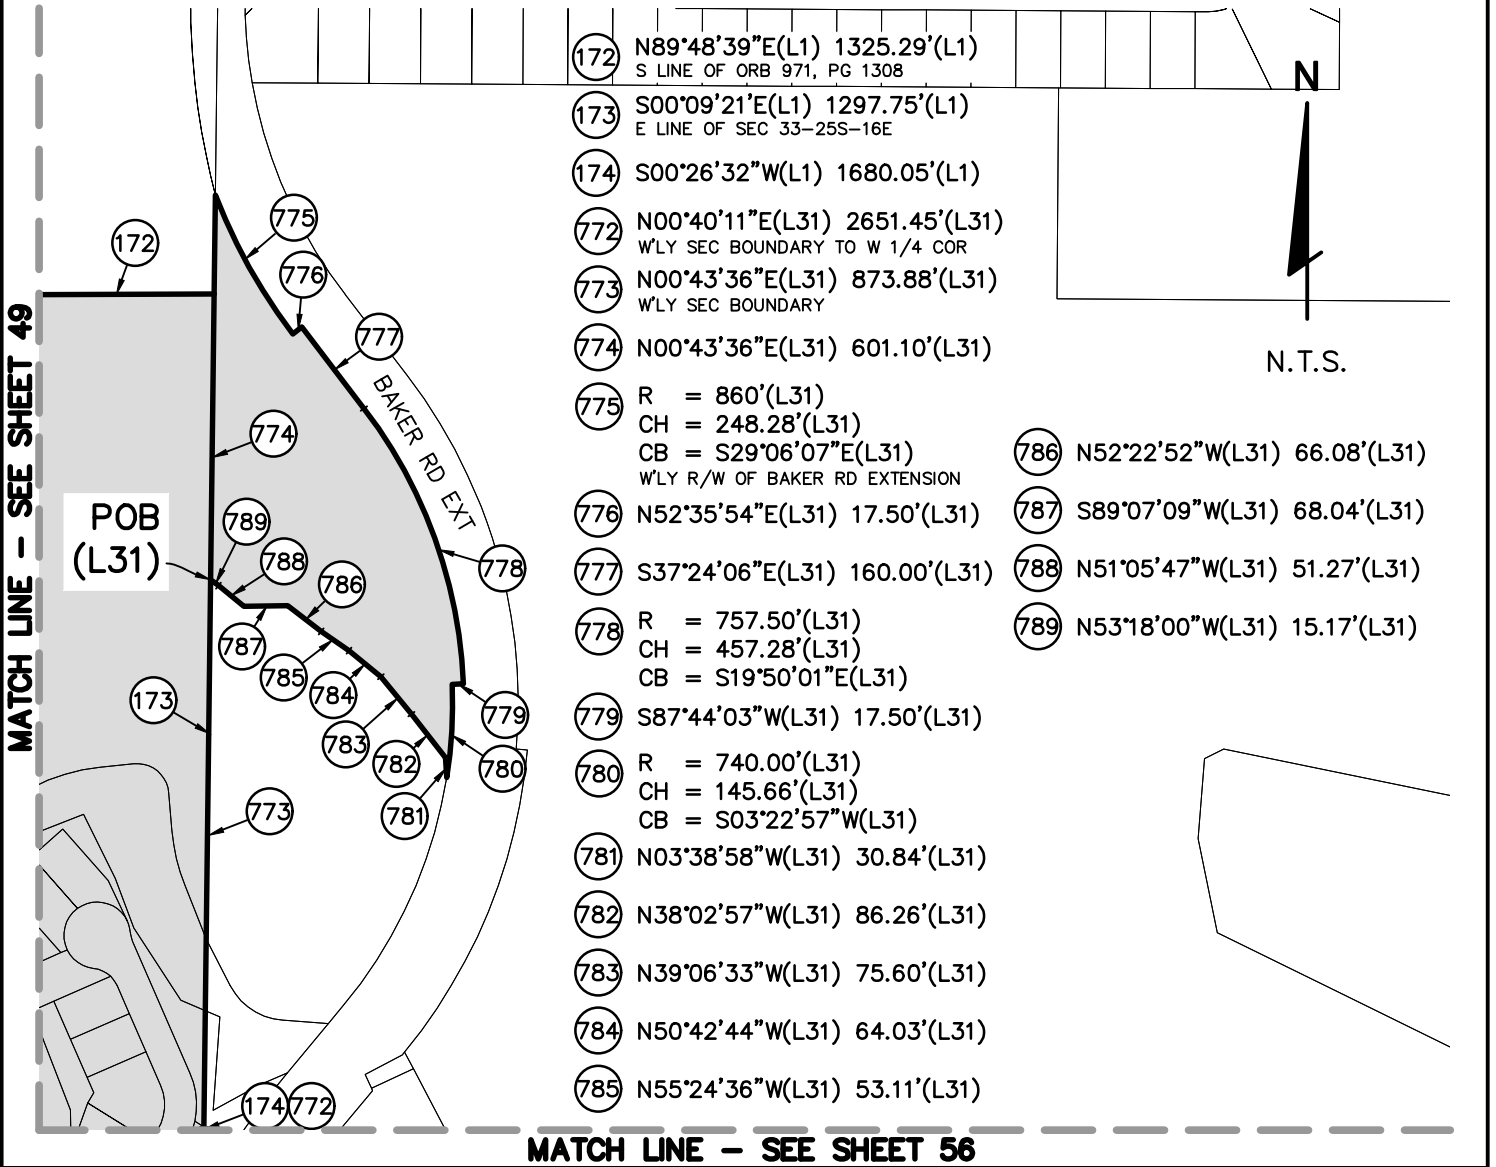 172 N89°48'39"E(L1) 1325.29'(L1)
S LINE OF ORB 971, PG 1308
173 S00°09'21'E(L1) 1297.75'(L1)
E LINE OF SEC 33-25S-16E
174 S00°26'32"W(L1) 1680.05'(L1)
772 N00°40'11"E(L31) 2651.45'(L31)
W'LY SEC BOUNDARY TO W 1/4 COR
773 N00°43'36"E(L31) 873.88'(L31)
W'LY SEC BOUNDARY
774 N00°43'36"E(L31) 601.10'(L31)
775 R = 860'(L31)
CH = 248.28'(L31)
CB = S29°06'07"E(L31)
W'LY R/W OF BAKER RD EXTENSION
776 N52°35'54"E(L31) 17.50'(L31)
777 S37°24'06"E(L31) 160.00'(L31)
778 R = 757.50'(L31)
CH = 457.28'(L31)
CB = S19°50'01"E(L31)
779 S87°44'03"W(L31) 17.50'(L31)
780 R = 740.00'(L31)
CH = 145.66'(L31)
CB = S03°22'57"W(L31)
781 N03°38'58"W(L31) 30.84'(L31)
782 N38°02'57"W(L31) 86.26'(L31)
783 N39°06'33"W(L31) 75.60'(L31)
784 N50°42'44"W(L31) 64.03'(L31)
785 N55°24'36"W(L31) 53.11'(L31)
786 N52°22'52"W(L31) 66.08'(L31)
787 S89°07'09"W(L31) 68.04'(L31)
788 N51°05'47"W(L31) 51.27'(L31)
789 N53°18'00"W(L31) 15.17'(L31)
N
N.T.S.
775
172
776
777
BAKER RD EXT
774
POB
(L31)
789
788
786
778
787
785
784
173
779
783
782
780
773
781
174
772
MATCH LINE - SEE SHEET 49
MATCH LINE - SEE SHEET 56